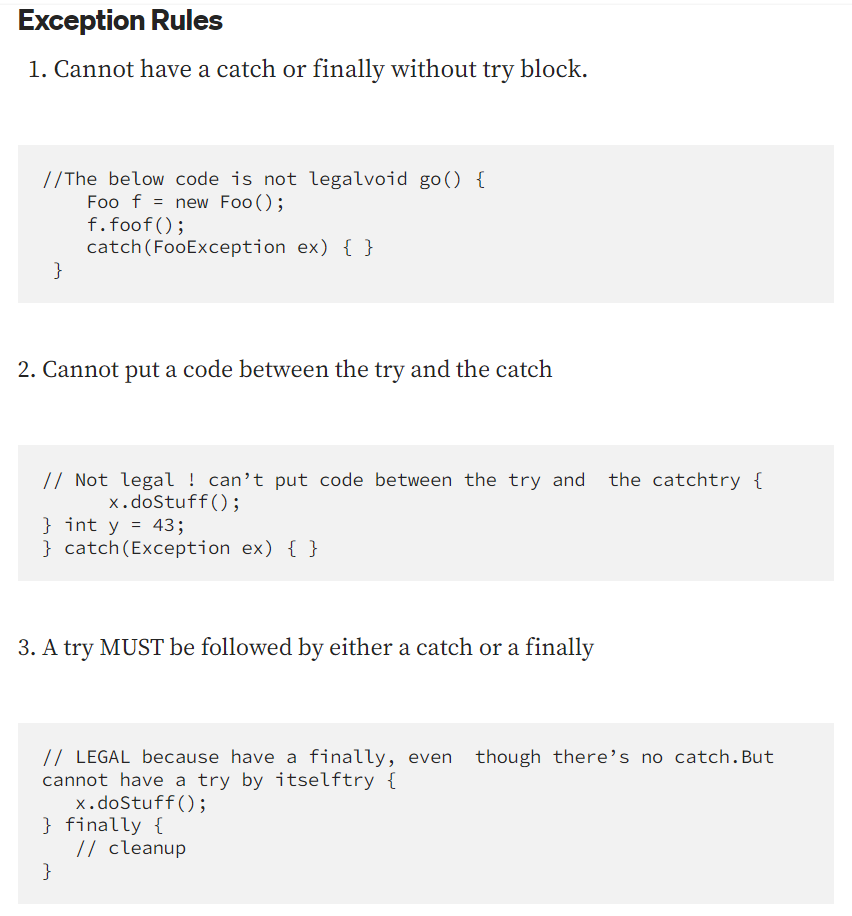 Exception Rules
1. Cannot have a catch or finally without try block.
//The below code is not legalvoid go() {
Foo f = new Foo();
f.foof();
catch(FooException ex) { }
}
2. Cannot put a code between the try and the catch
// Not legal ! can’t put code between the try and  the catchtry {
x.doStuff();
} int y = 43;
} catch(Exception ex) { }
3. A try MUST be followed by either a catch or a finally
// LEGAL because have a finally, even  though there’s no catch.But
cannot have a try by itselftry {
x.doStuff();
} finally {
// cleanup
}